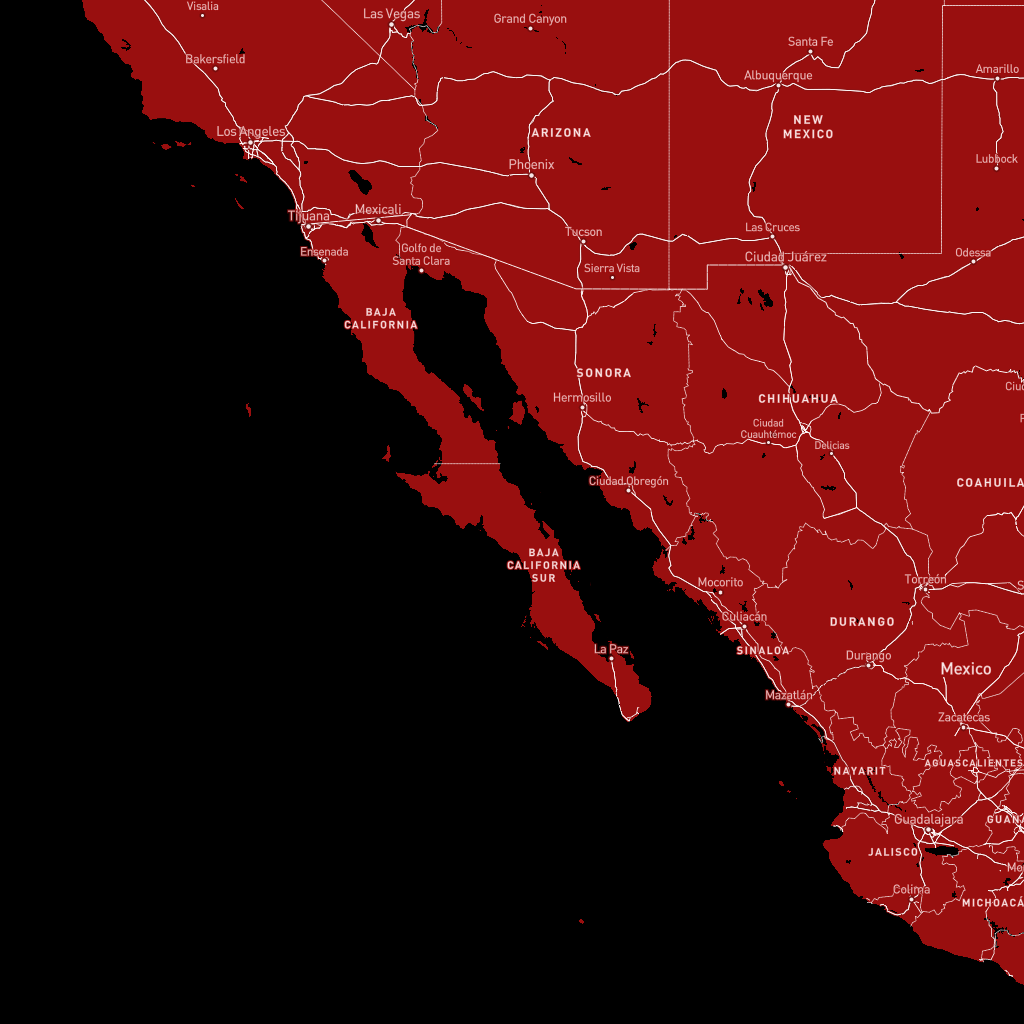 Visalia
Las Vegas
Grand Canyon
Santa Fe
Bakersfield
Albuquerque
Amarillo
Los Angeles
ARIZONA
NEW
MEXICO
Phoenix
Lubbock
Tijuana
Mexicali
Tucson
Las Cruces
Ensenada
Golfo de
Santa Clara
Sierra Vista
Ciudad Juárez
Odessa
BAJA
CALIFORNIA
SONORA
Hermosillo
CHIHUAHUA
Ciud
Ciudad
Cuauhtémoc
Delicias
Ciudad Obregón
COAHUILA
BAJA
CALIFORNIA
SUR
Mocorito
Torreón
S
Culiacán
DURANGO
SINALOA
La Paz
Durango
Mexico
Mazatlán
Zacatecas
NAYARIT
AGUASCALIENTES
Guadalajara
GUANA
JALISCO
Mo
Colima
MICHOACÁ